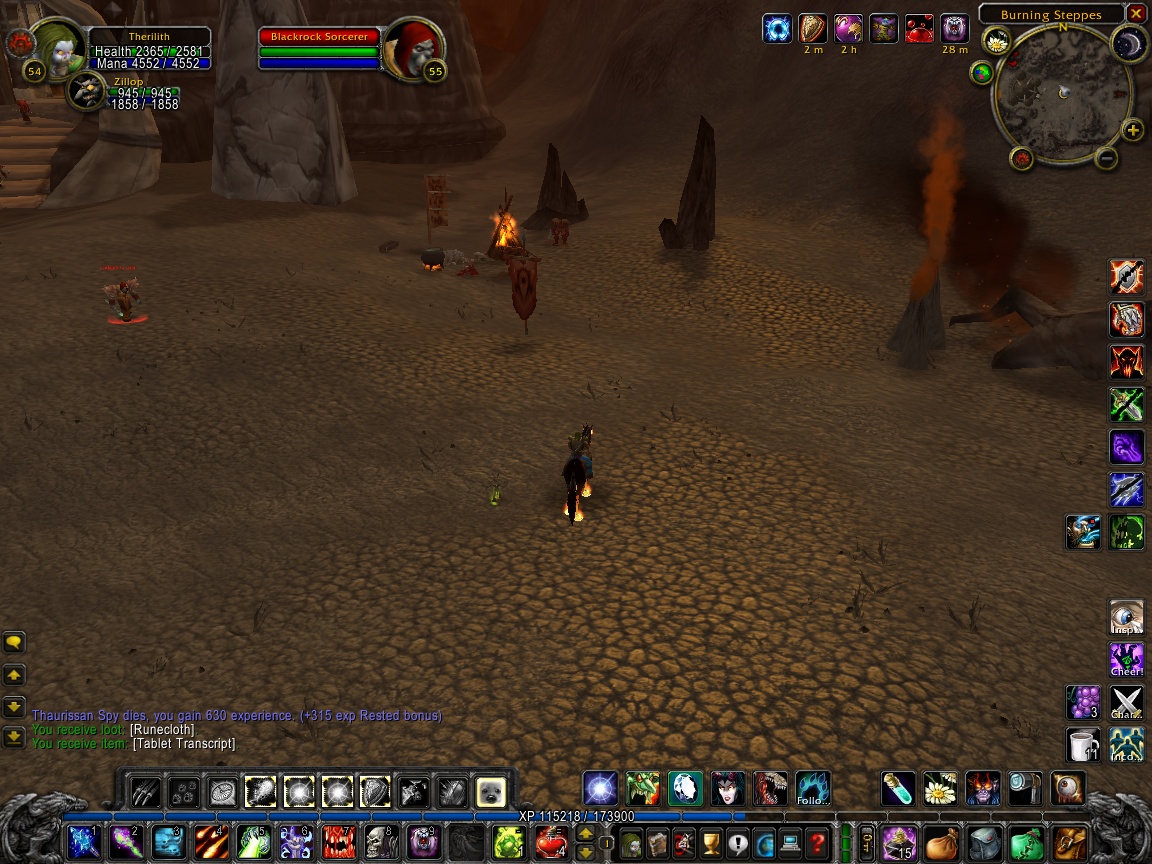 Therilith
Health 2365 / 2581
Mana 4552 / 4552
54
Zillop
945 / 945
1858 / 1858
Blackrock Sorcerer
55
2 m
2 h
28 m
Burning Steppes
N
Insp
Cheer!
3
Char..
11
Thaurissan Spy dies, you gain 630 experience. (+315 exp Rested bonus)
You receive loot: [Runecloth]
You receive item: [Tablet Transcript].
Follo..
XP 115218 / 173900
1
2
3
4
5
6
7
8
9
1
15